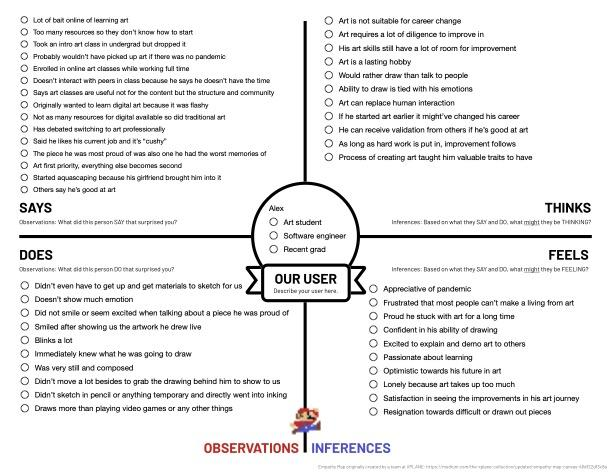 Lot of bait online of learning art
Too many resources so they don't know how to start
Took an intro art class in undergrad but dropped it
Probably wouldn't have picked up art if there was no pandemic
Enrolled in online art classes while working full time
Doesn't interact with peers in class because he says he doesn't have the time
Says art classes are useful not for the content but the structure and community
Originally wanted to learn digital art because it was flashy
Not as many resources for digital available so did traditional art
Has debated switching to art professionally
Said he likes his current job and it's "cushy"
The piece he was most proud of was also one he had the worst memories of
Art first priority, everything else becomes second
Started aquascaping because his girlfriend brought him into it
Others say he's good at art
SAYS
Observations: What did this person SAY that surprised you?
Art is not suitable for career change
Art requires a lot of diligence to improve in
His art skills still have a lot of room for improvement
Art is a lasting hobby
Would rather draw than talk to people
Ability to draw is tied with his emotions
Art can replace human interaction
If he started art earlier it might've changed his career
He can receive validation from others if he's good at art
As long as hard work is put in, improvement follows
Process of creating art taught him valuable traits to have
THINKS
Inferences: Based on what they SAY and DO, what might they be THINKING?
Alex
Art student
Software engineer
Recent grad
OUR USER
Describe your user here.
DOES
Observations: What did this person DO that surprised you?
Didn't even have to get up and get materials to sketch for us
Doesn't show much emotion
Did not smile or seem excited when talking about a piece he was proud of
Smiled after showing us the artwork he drew live
Blinks a lot
Immediately knew what he was going to draw
Was very still and composed
Didn't move a lot besides to grab the drawing behind him to show to us
Didn't sketch in pencil or anything temporary and directly went into inking
Draws more than playing video games or any other things
FEELS
Inferences: Based on what they SAY and DO, what might they be FEELING?
Appreciative of pandemic
Frustrated that most people can't make a living from art
Proud he stuck with art for a long time
Confident in his ability of drawing
Excited to explain and demo art to others
Passionate about learning
Optimistic towards his future in art
Lonely because art takes up too much
Satisfaction in seeing the improvements in his art journey
Resignation towards difficult or drawn out pieces
OBSERVATIONS INFERENCES